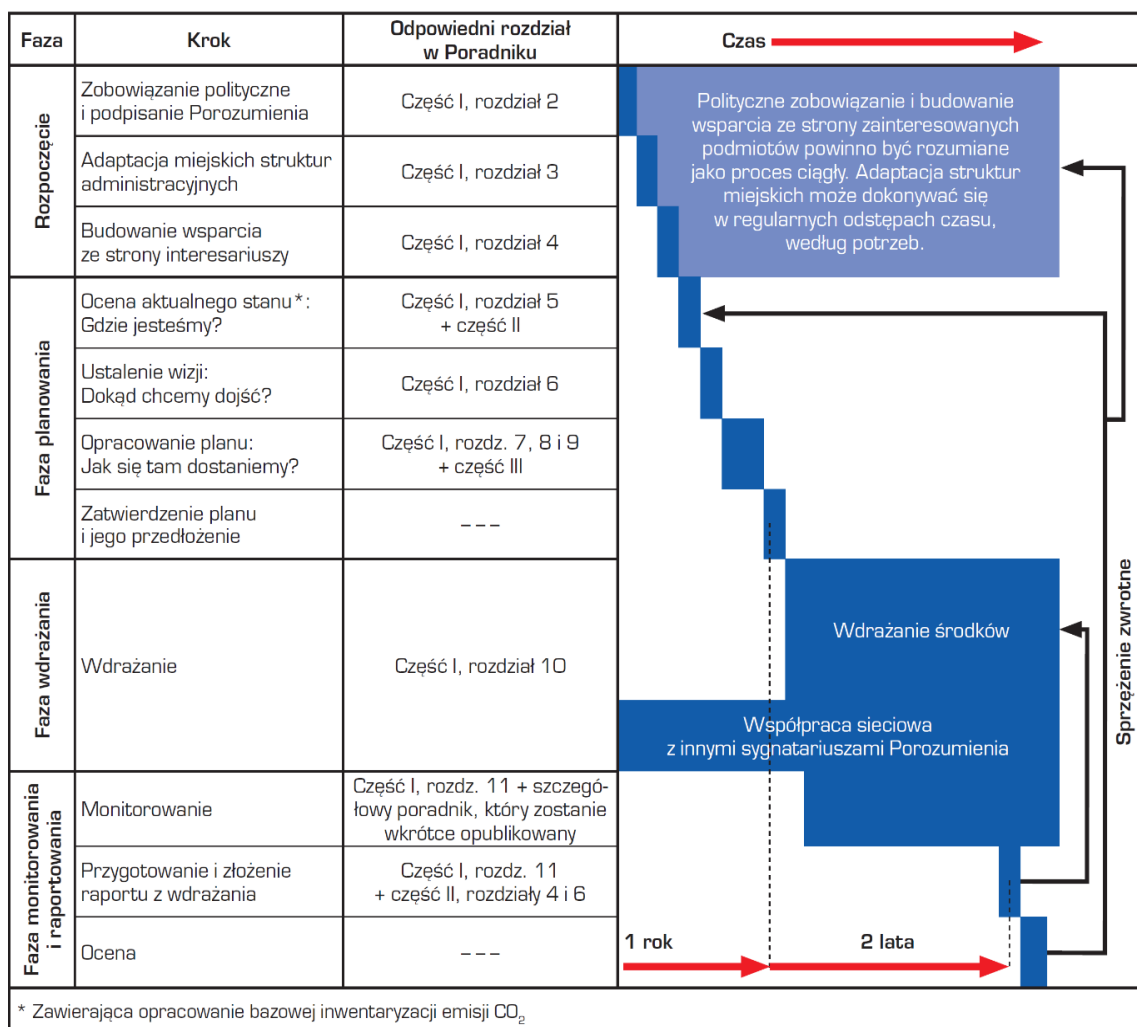 Faza
Krok
Odpowiedni rozdział
w Poradniku
Czas
Rozpoczęcie
Zobowiązanie polityczne
i podpisanie Porozumienia
Część I, rozdział 2
Polityczne zobowiązanie i budowanie
wsparcia ze strony zainteresowanych
podmiotów powinno być rozumiane
jako proces ciągły. Adaptacja struktur
miejskich może dokonywać się
w regularnych odstępach czasu,
według potrzeb.
Adaptacja miejskich struktur
administracyjnych
Część I, rozdział 3
Budowanie wsparcia
ze strony interesariuszy
Część I, rozdział 4
Faza planowania
Ocena aktualnego stanu*:
Gdzie jesteśmy?
Część I, rozdział 5
+ część II
Ustalenie wizji:
Dokąd chcemy dojść?
Część I, rozdział 6
Opracowanie planu:
Jak się tam dostaniemy?
Część I, rozdz. 7, 8 i 9
+ część III
Zatwierdzenie planu
i jego przedłożenie
– – –
Faza wdrażania
Wdrażanie
Część I, rozdział 10
Wdrażanie środków
Współpraca sieciowa
z innymi sygnatariuszami Porozumienia
Sprzężenie zwrotne
Faza monitorowania
i raportowania
Monitorowanie
Część I, rozdz. 11 + szczegó-
łowy poradnik, który zostanie
wkrótce opublikowany
Przygotowanie i złożenie
raportu z wdrażania
Część I, rozdz. 11
+ część II, rozdziały 4 i 6
Ocena
– – –
1 rok
2 lata
* Zawierająca opracowanie bazowej inwentaryzacji emisji CO₂